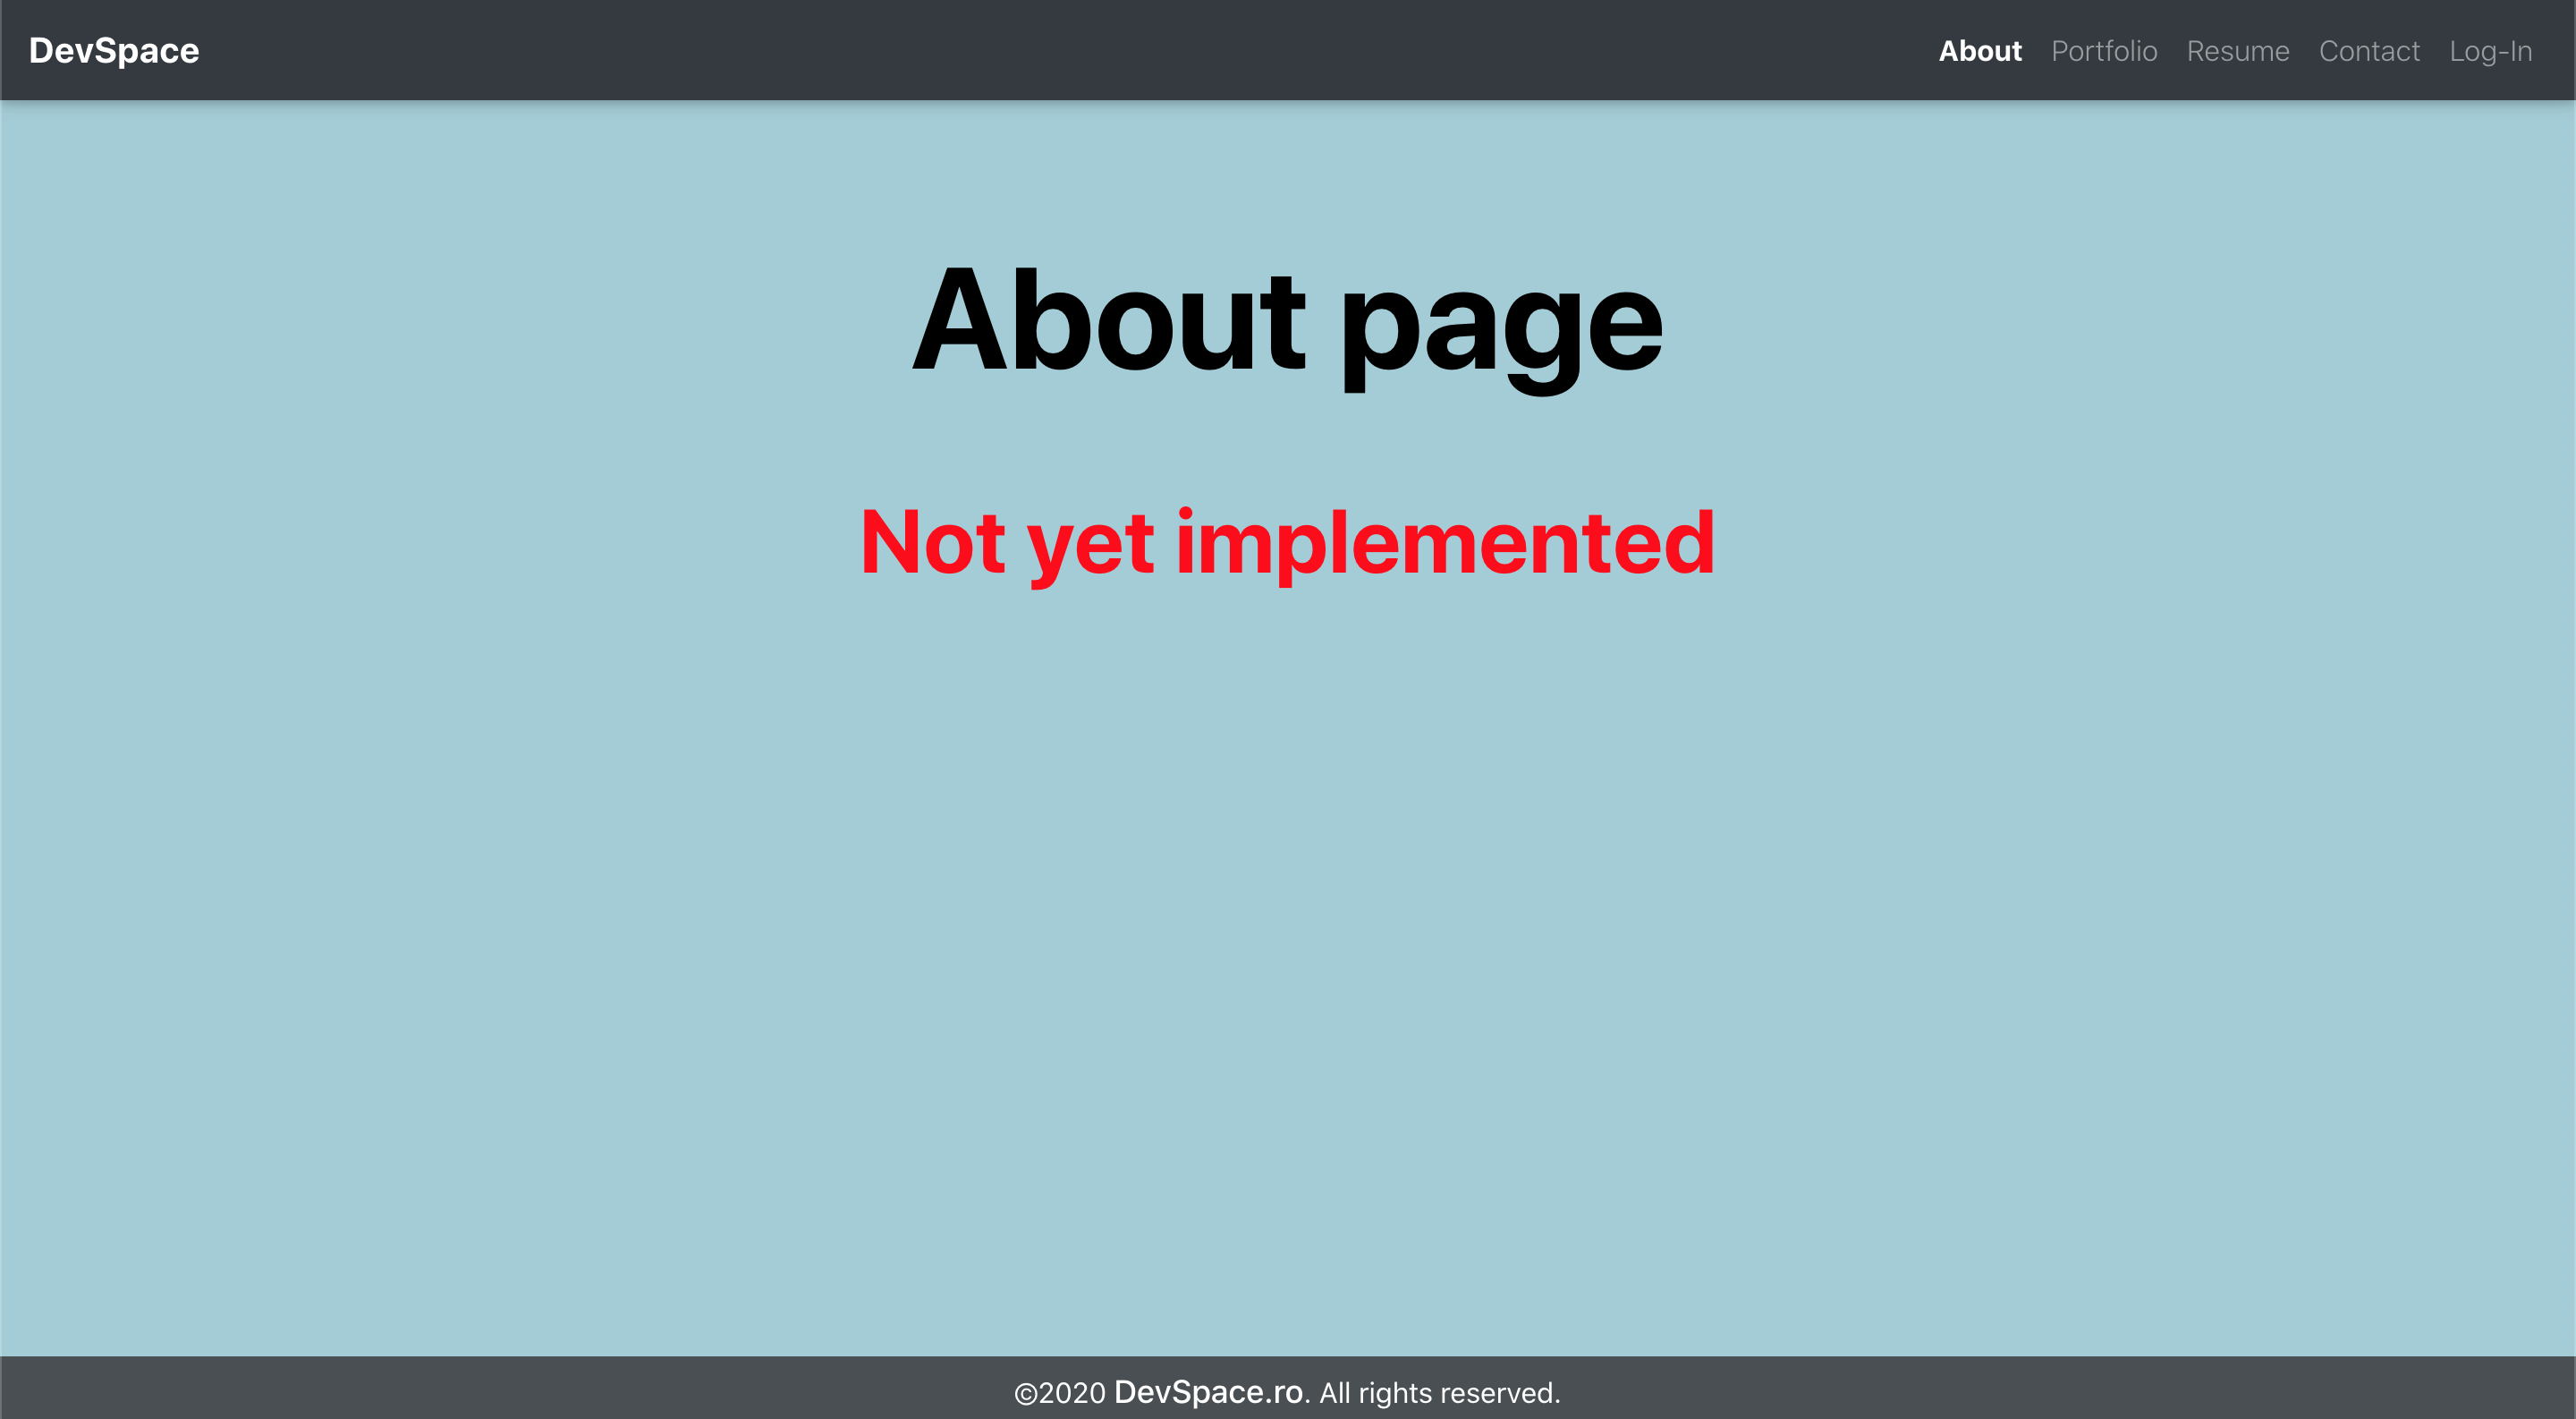 DevSpace About Portfolio Resume Contact Log-In
About page
Not yet implemented
©2020 DevSpace.ro. All rights reserved.